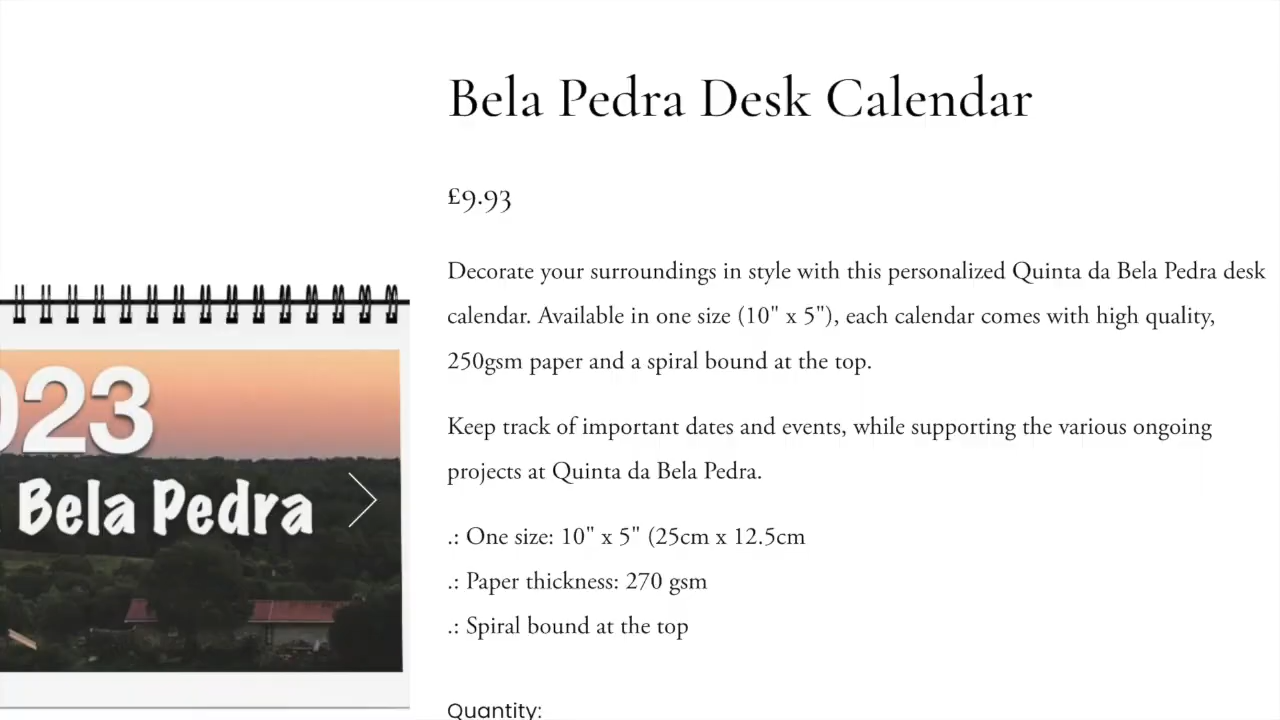 Bela Pedra Desk Calendar
£9.93
Decorate your surroundings in style with this personalized Quinta da Bela Pedra desk
calendar. Available in one size (10" x 5"), each calendar comes with high quality,
250gsm paper and a spiral bound at the top.
Keep track of important dates and events, while supporting the various ongoing
projects at Quinta da Bela Pedra.
.: One size: 10" x 5" (25cm x 12.5cm
.: Paper thickness: 270 gsm
.: Spiral bound at the top
Quantity:
023
Bela Pedra